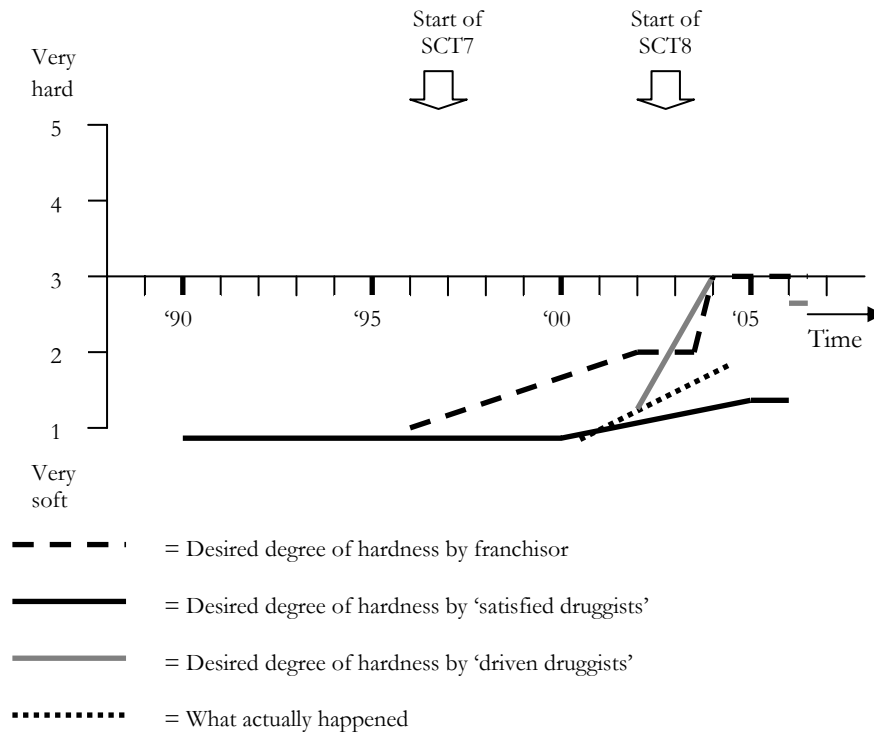 Start of
SCT7
Start of
SCT8
Very
hard
5
4
3
‘90
‘95
‘00
‘05
Time
2
1
Very
soft
= Desired degree of hardness by franchisor
= Desired degree of hardness by ‘satisfied druggists’
= Desired degree of hardness by ‘driven druggists’
= What actually happened